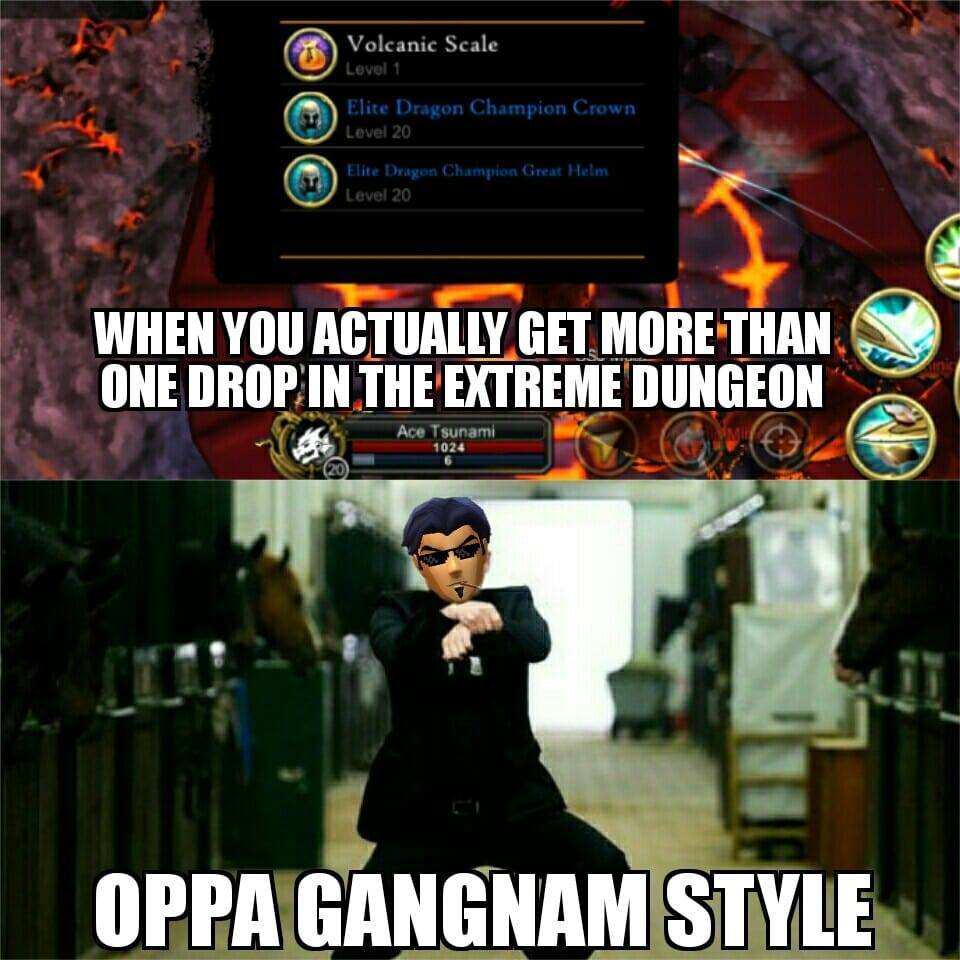 Volcanic Scale
Level 1
Elite Dragon Champion Crown
Level 20
Elite Dragon Champion Great Helm
Level 20
WHEN YOU ACTUALLY GET MORE THAN
ONE DROP IN THE EXTREME DUNGEON
Ace Tsunami
1024
6
20
OPPA GANGNAM STYLE